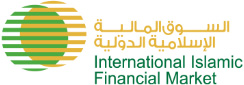 السوق المالية
الإسلامية الدولية
International Islamic
Financial Market